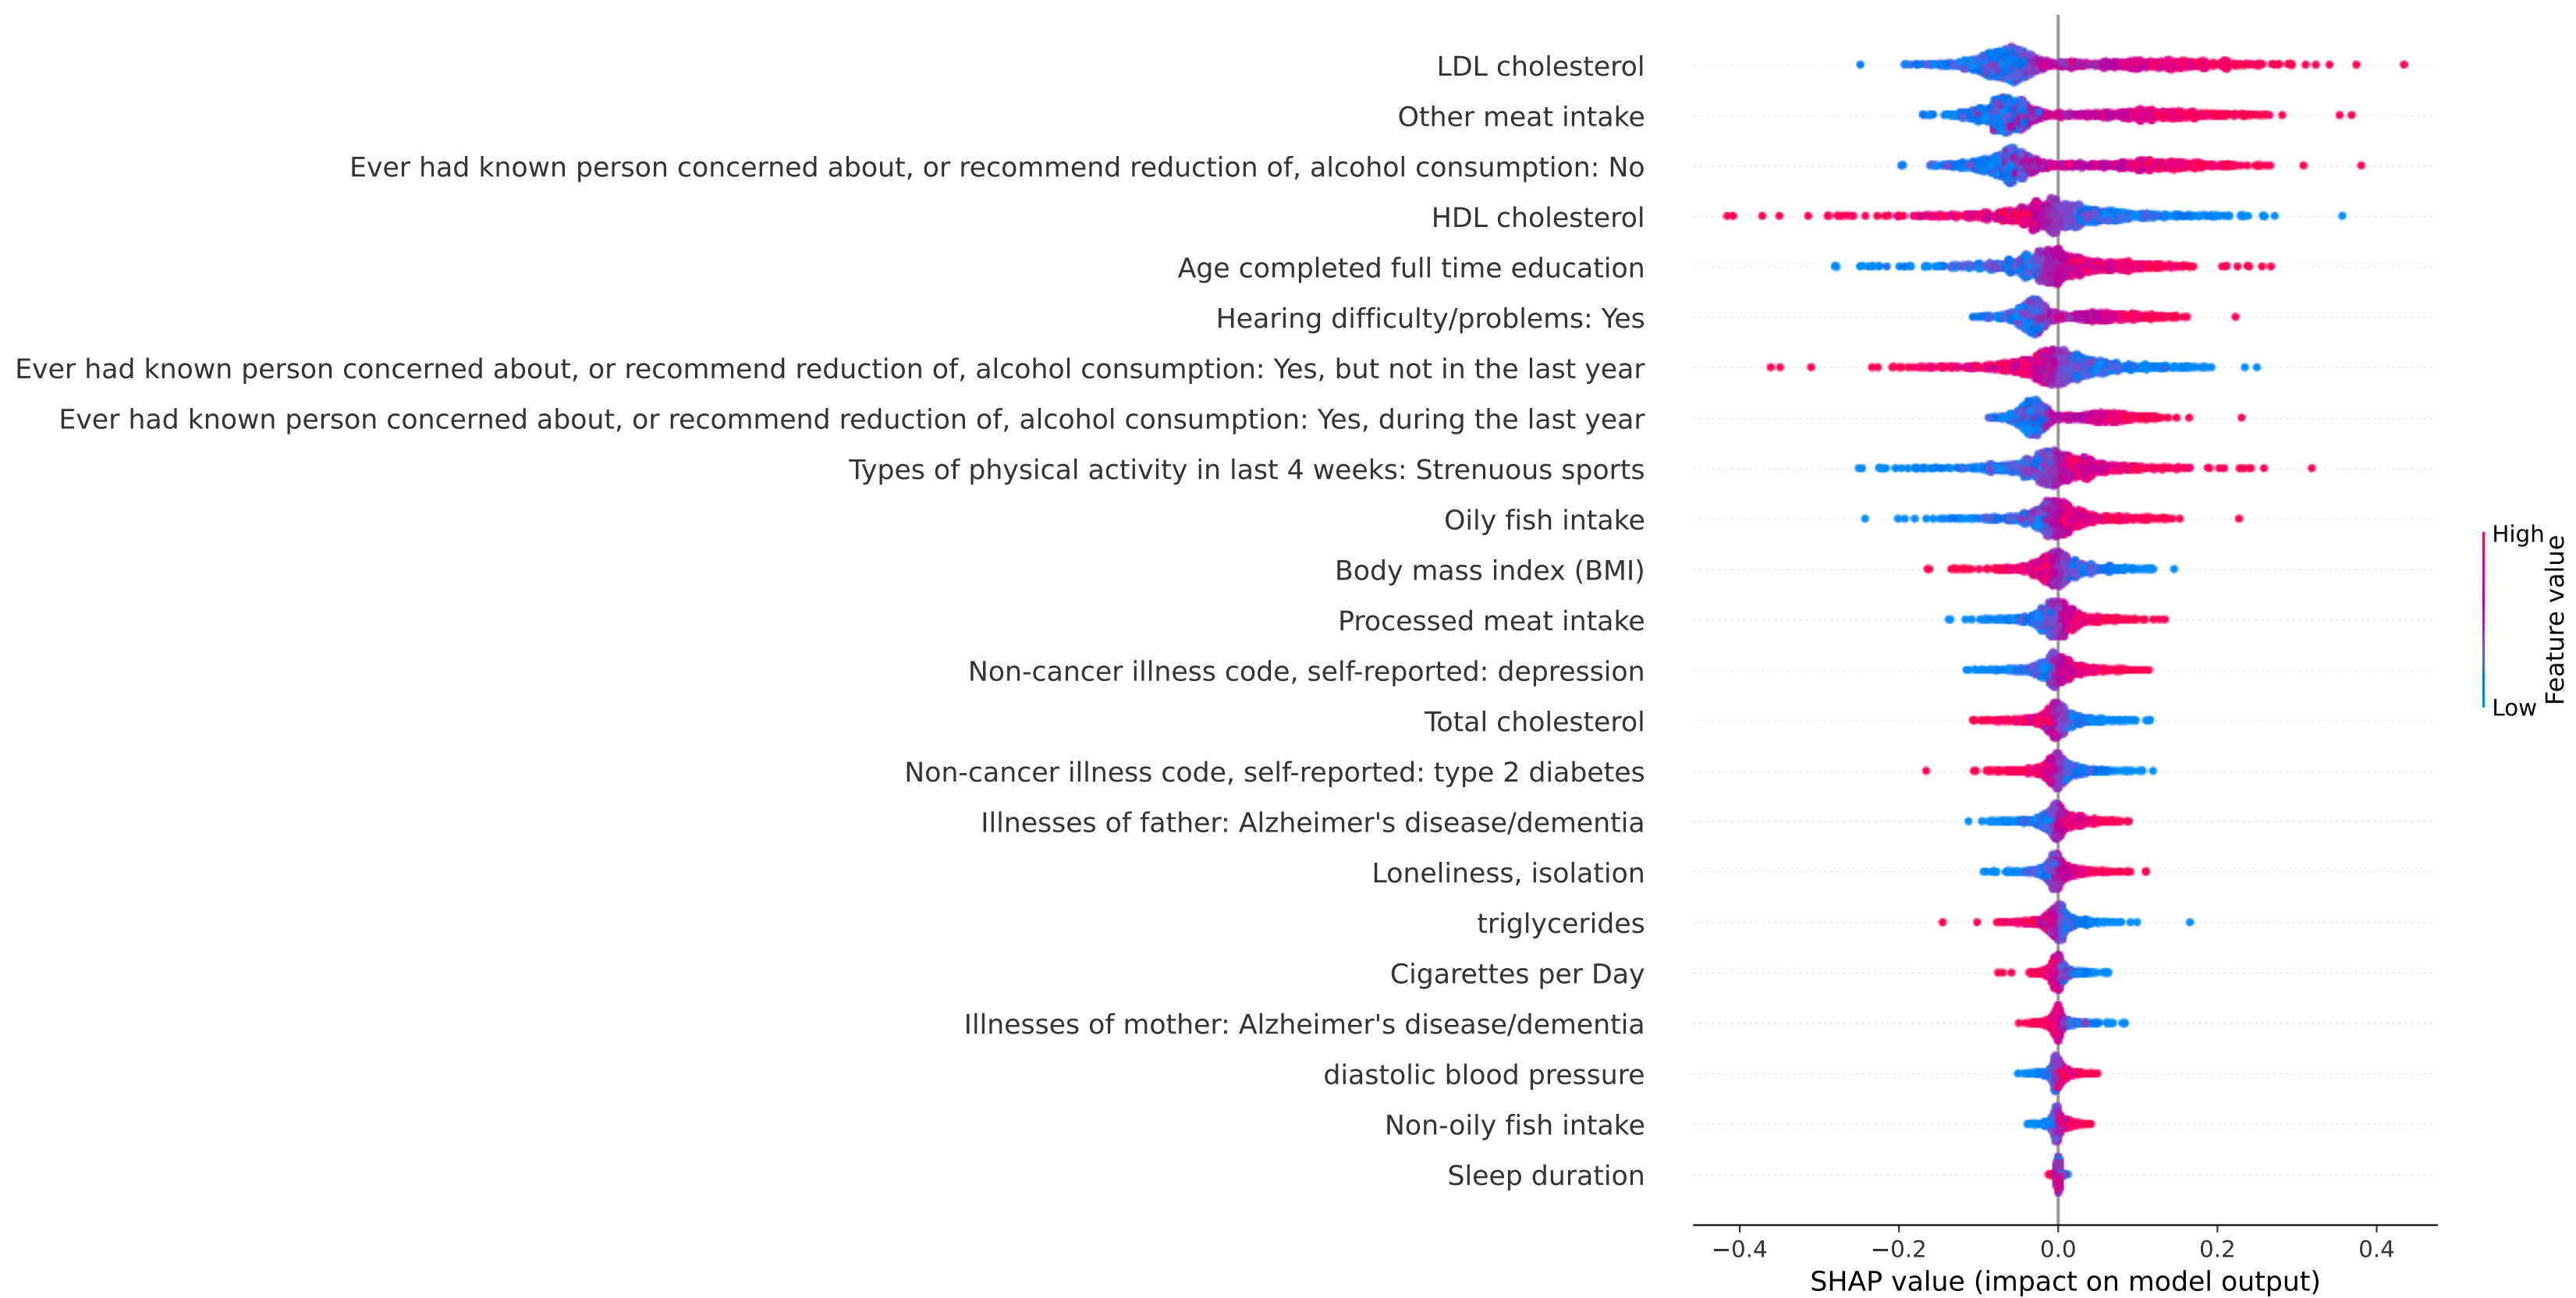 LDL cholesterol
Other meat intake
Ever had known person concerned about, or recommend reduction of, alcohol consumption: No
HDL cholesterol
Age completed full time education
Hearing difficulty/problems: Yes
Ever had known person concerned about, or recommend reduction of, alcohol consumption: Yes, but not in the last year
Ever had known person concerned about, or recommend reduction of, alcohol consumption: Yes, during the last year
Types of physical activity in last 4 weeks: Strenuous sports
Oily fish intake
High
Feature value
Body mass index (BMI)
Processed meat intake
Non-cancer illness code, self-reported: depression
Low
Total cholesterol
Non-cancer illness code, self-reported: type 2 diabetes
Illnesses of father: Alzheimer's disease/dementia
Loneliness, isolation
triglycerides
Cigarettes per Day
Illnesses of mother: Alzheimer's disease/dementia
diastolic blood pressure
Non-oily fish intake
Sleep duration
−0.4 −0.2 0.0 0.2 0.4
SHAP value (impact on model output)